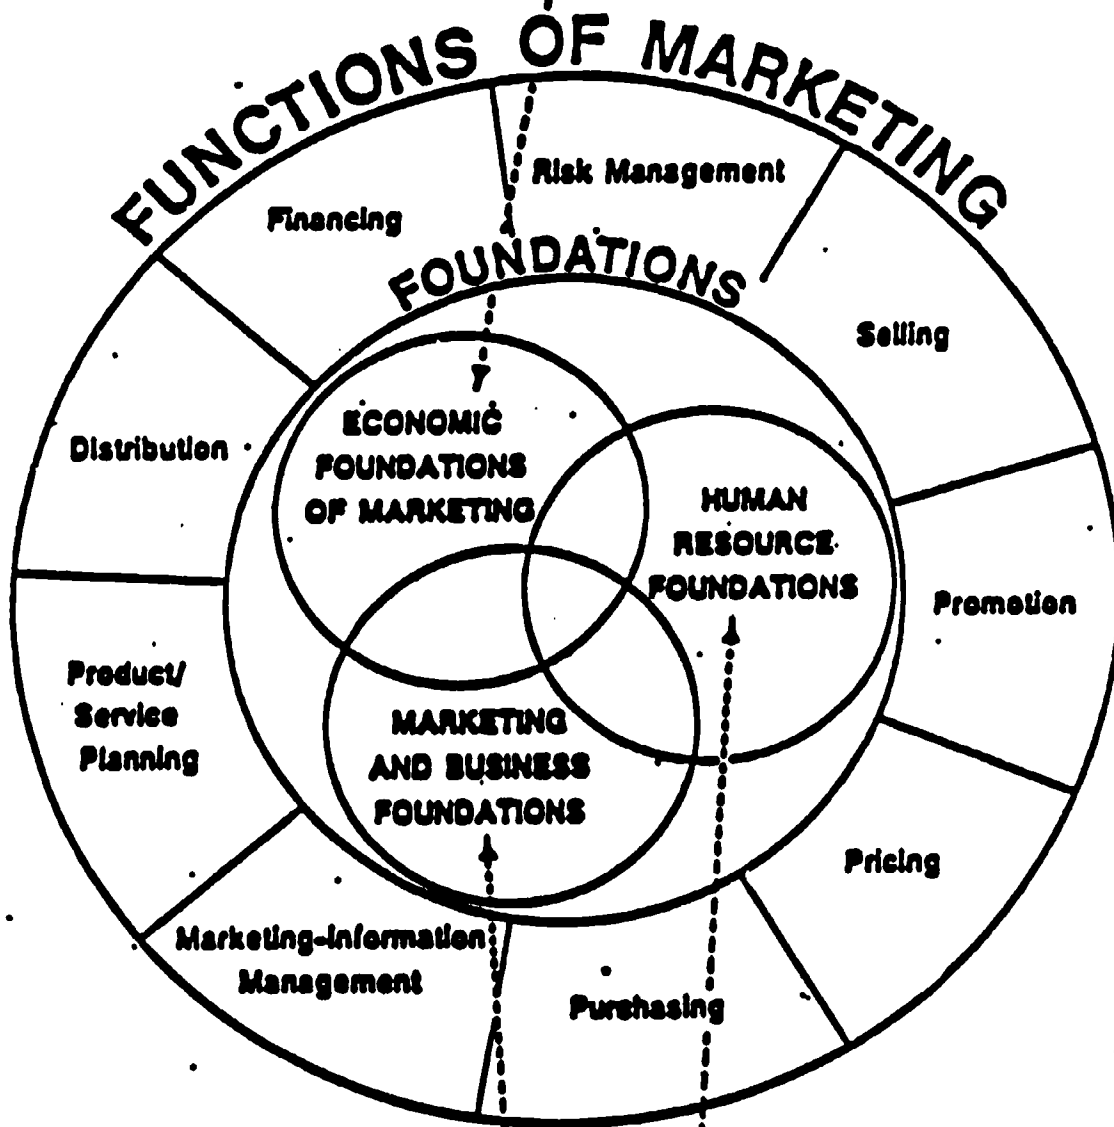 FUNCTIONS OF MARKETING
Risk Management
Financing
FOUNDATIONS
Selling
ECONOMIC
FOUNDATIONS
OF MARKETING
Distribution
HUMAN
RESOURCE
FOUNDATIONS
Promotion
Product/
Service
Planning
MARKETING
AND BUSINESS
FOUNDATIONS
Pricing
Marketing-Information
Management
Purchasing